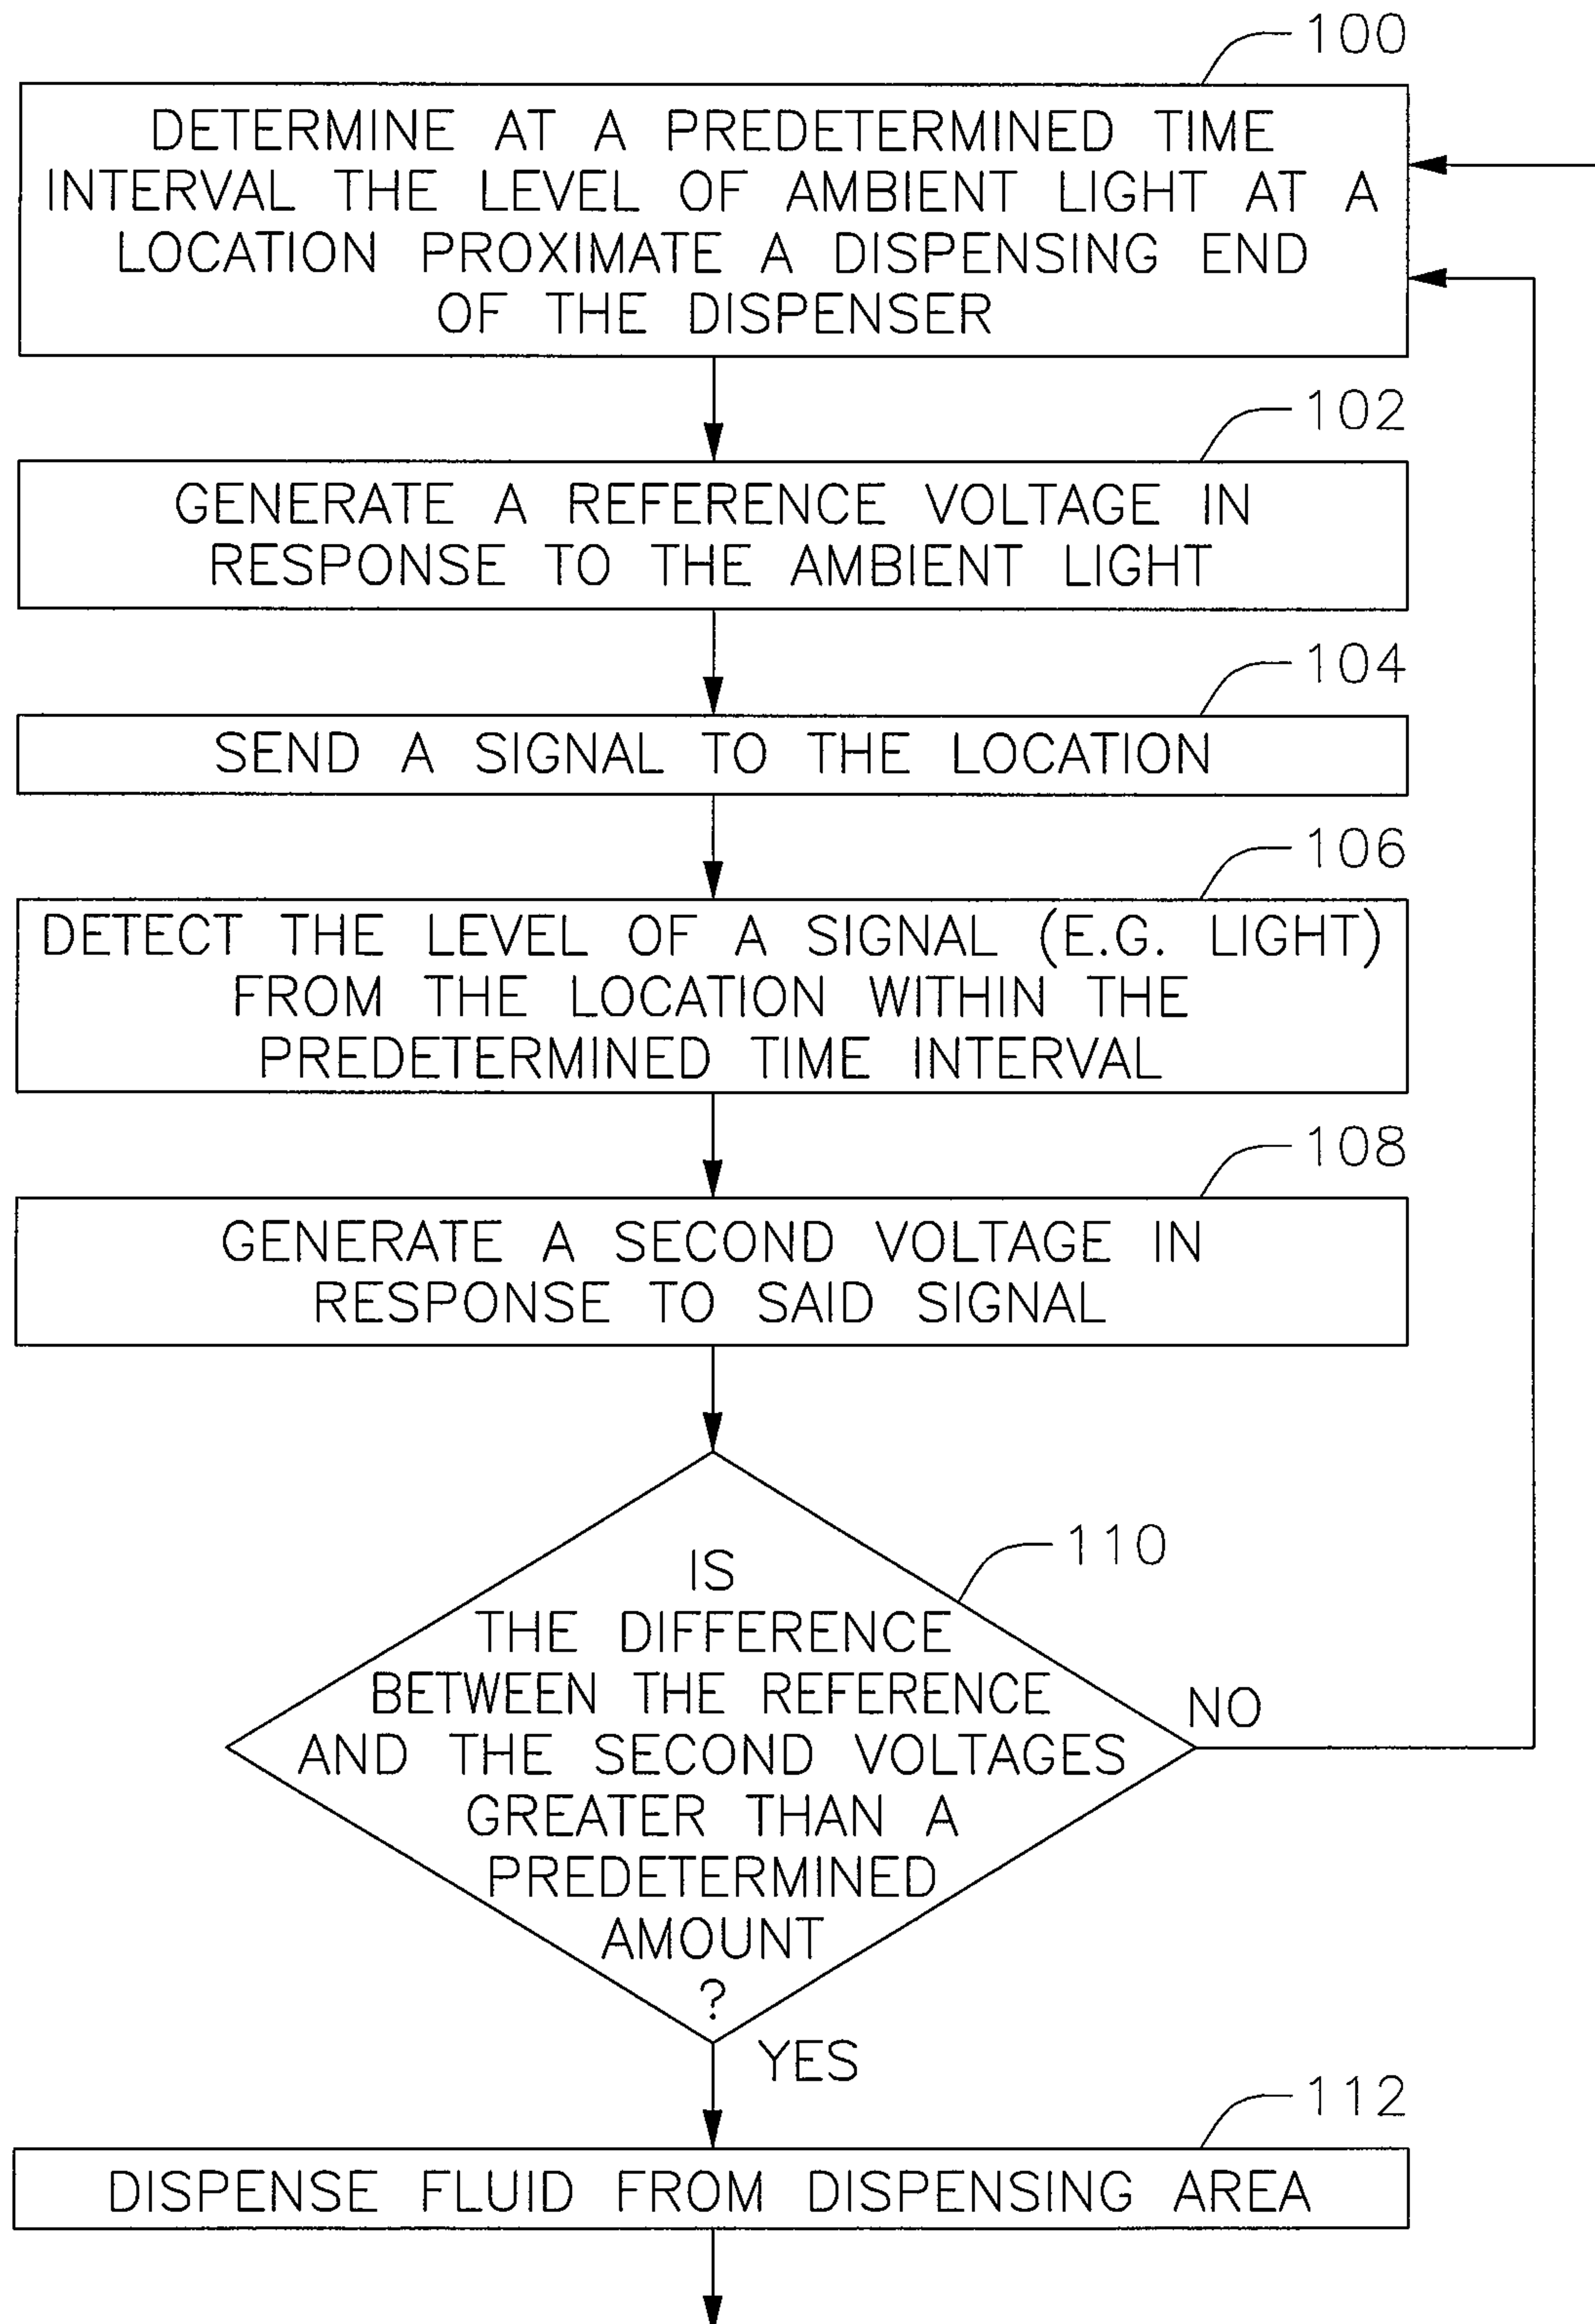 100
DETERMINE AT A PREDETERMINED TIME
INTERVAL THE LEVEL OF AMBIENT LIGHT AT A
LOCATION PROXIMATE A DISPENSING END
OF THE DISPENSER
102
GENERATE A REFERENCE VOLTAGE IN
RESPONSE TO THE AMBIENT LIGHT
104
SEND A SIGNAL TO THE LOCATION
106
DETECT THE LEVEL OF A SIGNAL (E.G. LIGHT)
FROM THE LOCATION WITHIN THE
PREDETERMINED TIME INTERVAL
108
GENERATE A SECOND VOLTAGE IN
RESPONSE TO SAID SIGNAL
110
IS
THE DIFFERENCE
BETWEEN THE REFERENCE
AND THE SECOND VOLTAGES
GREATER THAN A
PREDETERMINED
AMOUNT
?
NO
YES
112
DISPENSE FLUID FROM DISPENSING AREA